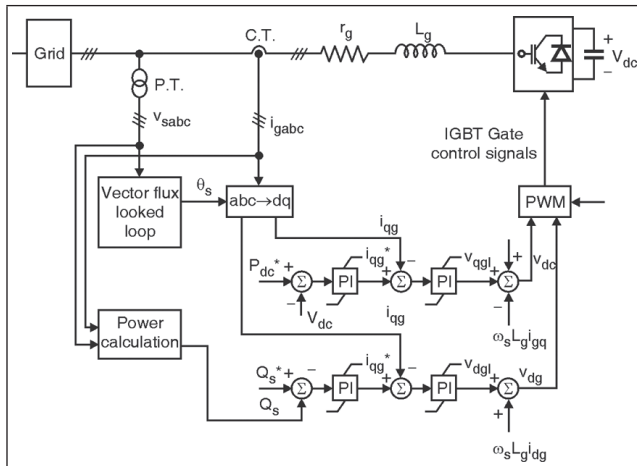 Grid
C.T.
r_g
L_g
+
V_dc
−
P.T.
v_sabc
i_gabc
IGBT Gate
control signals
Vector flux
looked
loop
θ_s
abc→dq
PWM
i_qg
P_dc* + Σ
−
V_dc
PI
i_qg*
+ Σ −
PI
v_qgl
+ Σ + −
v_dc
ω_sL_gi_gq
i_qg
Power
calculation
Q_s* + Σ −
Q_s
PI
i_qg*
+ Σ −
PI
v_dgl
+ Σ
+
v_dg
ω_sL_gi_dg